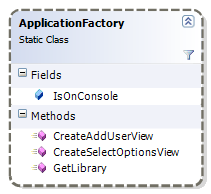 ApplicationFactory
Static Class
Fields
IsOnConsole
Methods
CreateAddUserView
CreateSelectOptionsView
GetLibrary